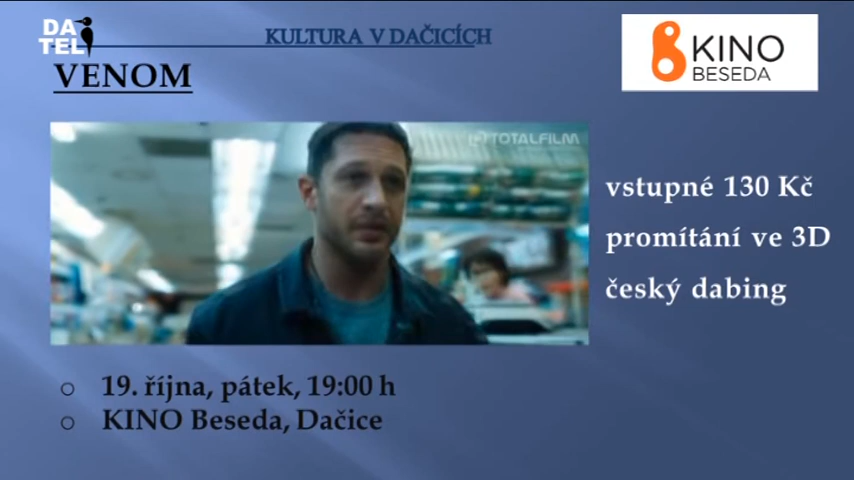 DA
TEL
KULTURA V DAČICÍCH
VENOM
KINO
BESEDA
TOTALFILM
vstupné 130 Kč
promítání ve 3D
český dabing
o 19. října, pátek, 19:00 h
o KINO Beseda, Dačice